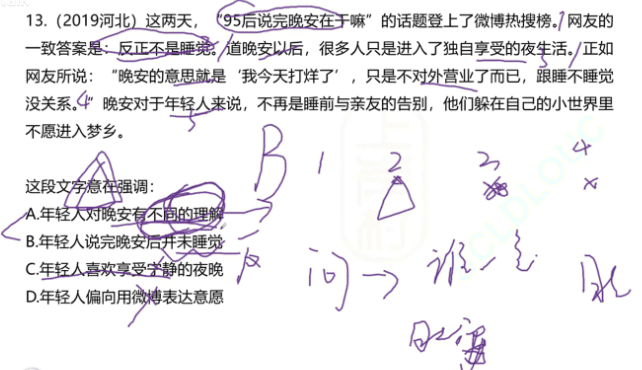 13.（2019河北）这两天，“95后说完晚安在干嘛”的话题登上了微博热搜榜。网友的
一致答案是：反正不是睡觉。道晚安以后，很多人只是进入了独自享受的夜生活。正如
网友所说：“晚安的意思就是‘我今天打烊了’，只是不对外营业了而已，跟睡不睡觉
没关系。”晚安对于年轻人来说，不再是睡前与亲友的告别，他们躲在自己的小世界里
不愿进入梦乡。
这段文字意在强调：
A.年轻人对晚安有不同的理解
B.年轻人说完晚安后并未睡觉
C.年轻人喜欢享受宁静的夜晚
D.年轻人偏向用微博表达意愿
B 1 2 3 4
问 → 谁